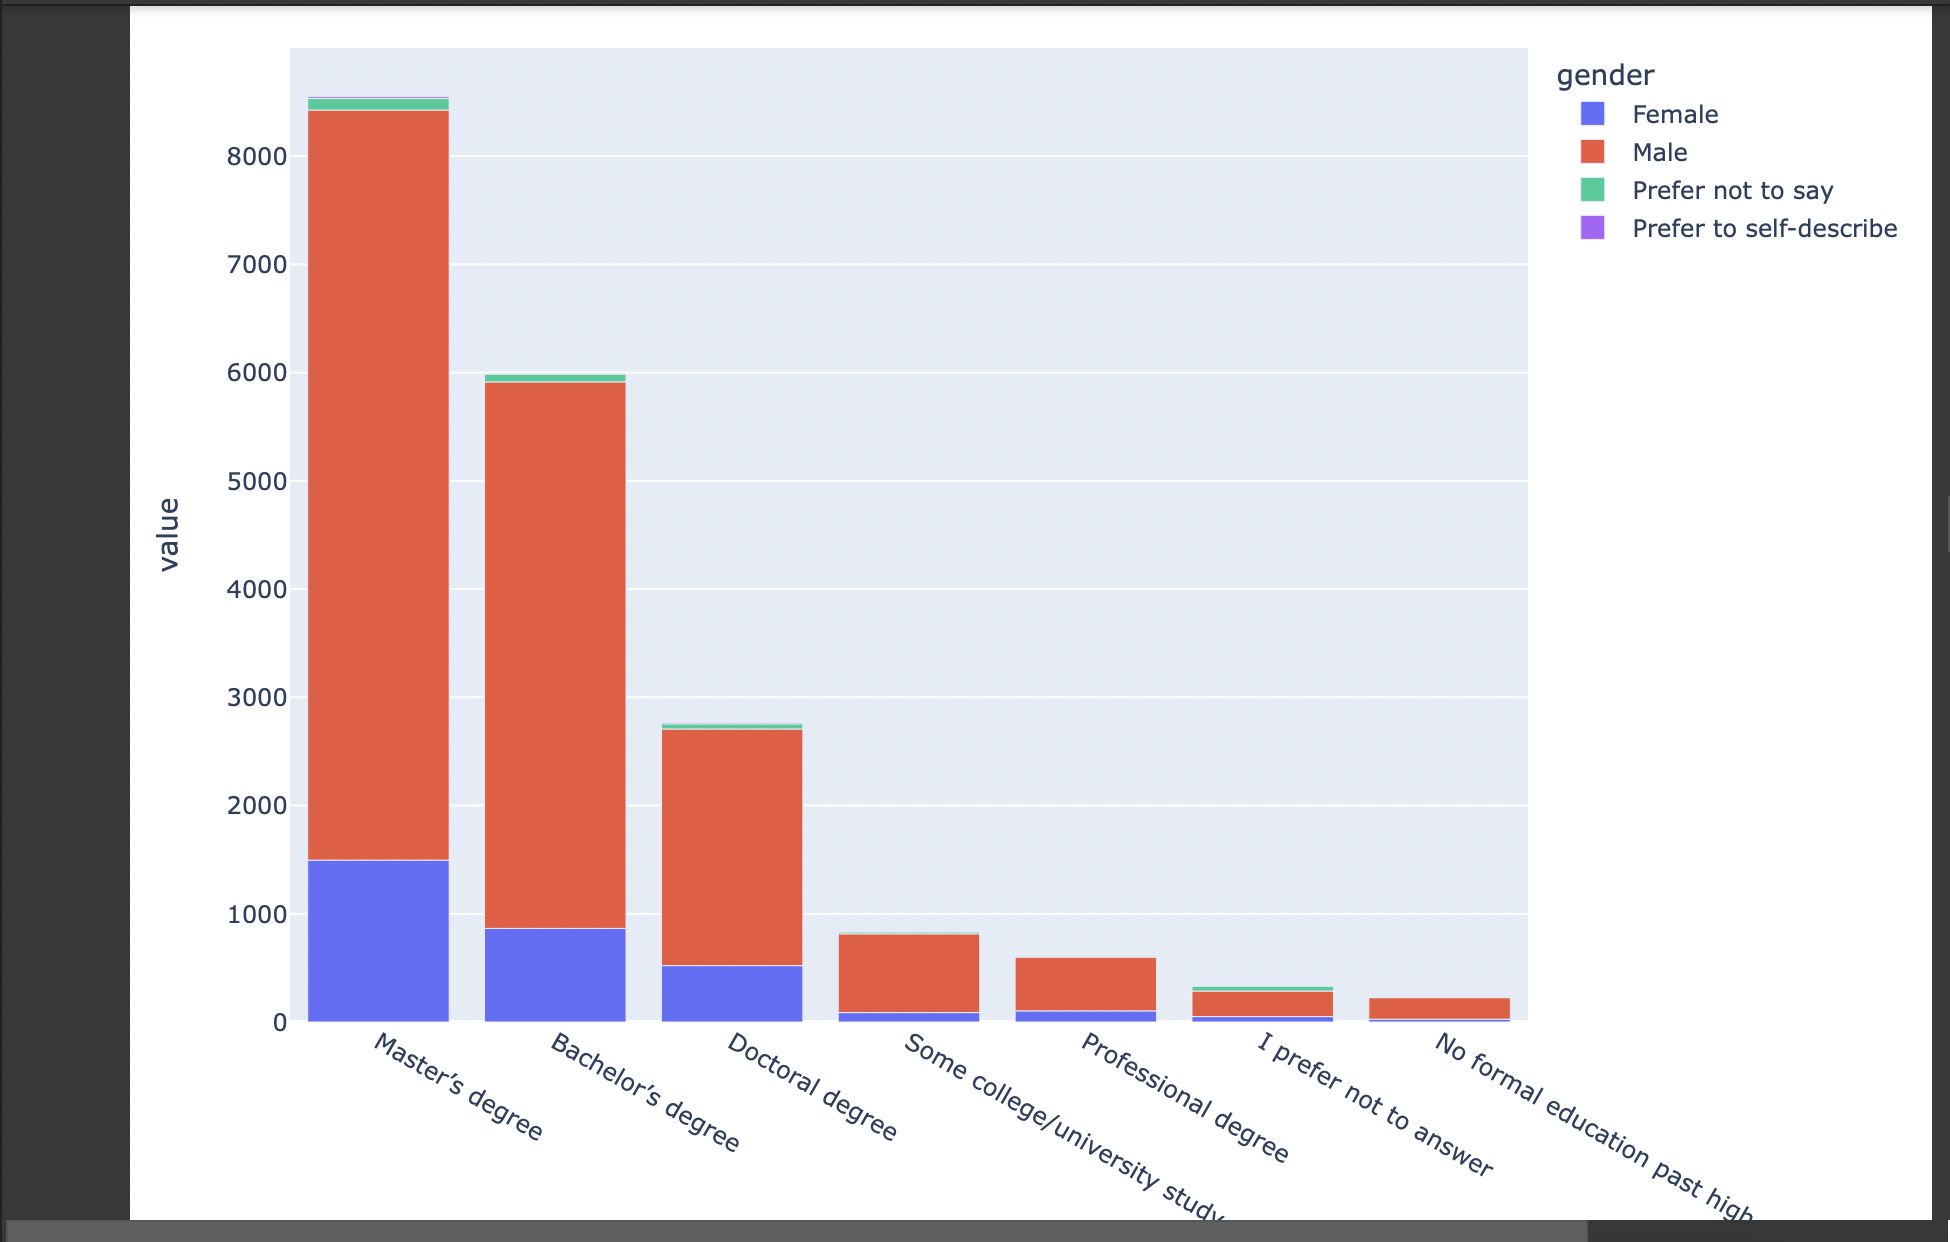 gender
Female
Male
Prefer not to say
Prefer to self-describe
value
8000
7000
6000
5000
4000
3000
2000
1000
0
Master’s degree
Bachelor’s degree
Doctoral degree
Some college/university study
Professional degree
I prefer not to answer
No formal education past high